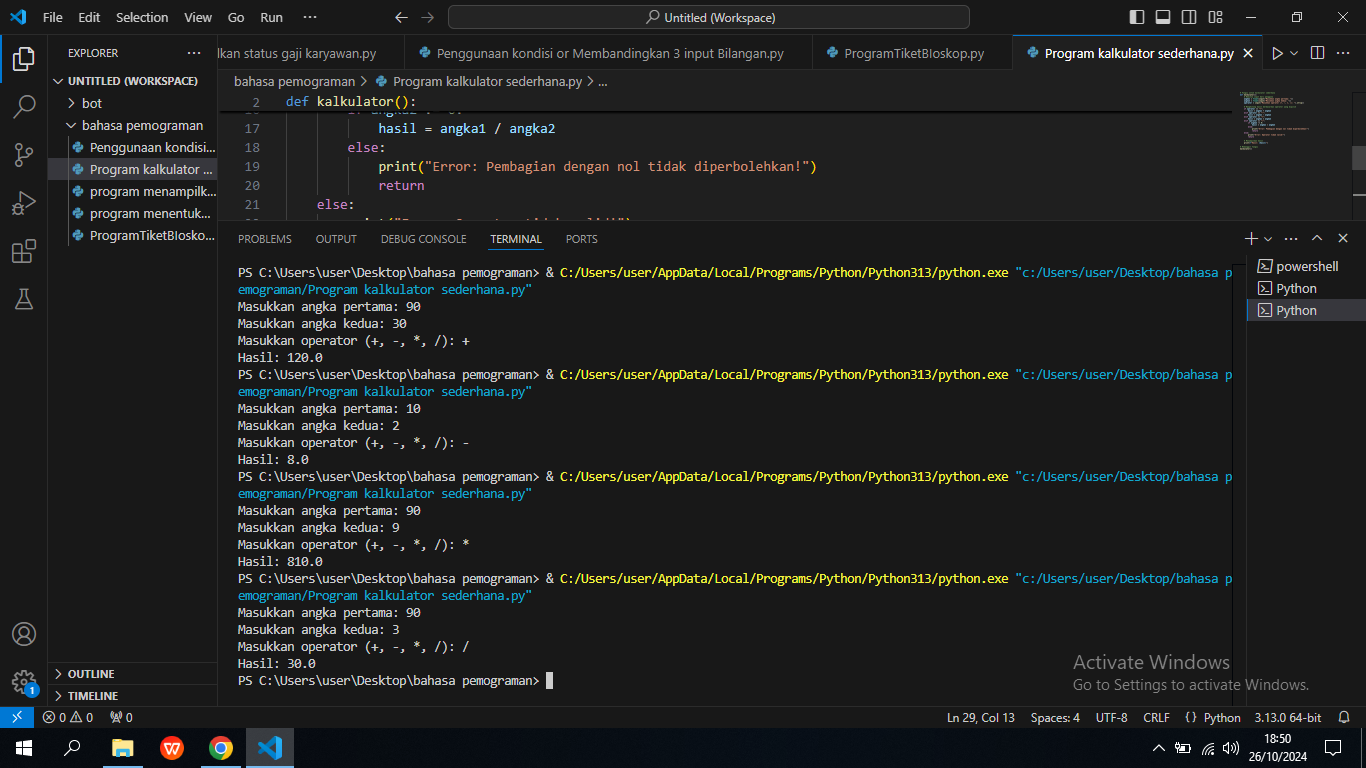 File Edit Selection View Go Run ··· Untitled (Workspace)
EXPLORER ···
lkan status gaji karyawan.py Penggunaan kondisi or Membandingkan 3 input Bilangan.py ProgramTiketBIoskop.py Program kalkulator sederhana.py
UNTITLED (WORKSPACE)
bot
bahasa pemograman
Penggunaan kondisi...
Program kalkulator ...
program menampilk...
program menentuk...
ProgramTiketBIosko...
OUTLINE
TIMELINE
bahasa pemograman > Program kalkulator sederhana.py > ...
2 def kalkulator():
17 hasil = angka1 / angka2
18 else:
19 print("Error: Pembagian dengan nol tidak diperbolehkan!")
20 return
21 else:
PROBLEMS OUTPUT DEBUG CONSOLE TERMINAL PORTS
PS C:\Users\user\Desktop\bahasa pemograman> & C:/Users/user/AppData/Local/Programs/Python/Python313/python.exe "c:/Users/user/Desktop/bahasa p
emograman/Program kalkulator sederhana.py"
Masukkan angka pertama: 90
Masukkan angka kedua: 30
Masukkan operator (+, -, *, /): +
Hasil: 120.0
PS C:\Users\user\Desktop\bahasa pemograman> & C:/Users/user/AppData/Local/Programs/Python/Python313/python.exe "c:/Users/user/Desktop/bahasa p
emograman/Program kalkulator sederhana.py"
Masukkan angka pertama: 10
Masukkan angka kedua: 2
Masukkan operator (+, -, *, /): -
Hasil: 8.0
PS C:\Users\user\Desktop\bahasa pemograman> & C:/Users/user/AppData/Local/Programs/Python/Python313/python.exe "c:/Users/user/Desktop/bahasa p
emograman/Program kalkulator sederhana.py"
Masukkan angka pertama: 90
Masukkan angka kedua: 9
Masukkan operator (+, -, *, /): *
Hasil: 810.0
PS C:\Users\user\Desktop\bahasa pemograman> & C:/Users/user/AppData/Local/Programs/Python/Python313/python.exe "c:/Users/user/Desktop/bahasa p
emograman/Program kalkulator sederhana.py"
Masukkan angka pertama: 90
Masukkan angka kedua: 3
Masukkan operator (+, -, *, /): /
Hasil: 30.0
PS C:\Users\user\Desktop\bahasa pemograman>
powershell
Python
Python
Activate Windows
Go to Settings to activate Windows.
1
0 0 0 Ln 29, Col 13 Spaces: 4 UTF-8 CRLF {} Python 3.13.0 64-bit
18:50
26/10/2024